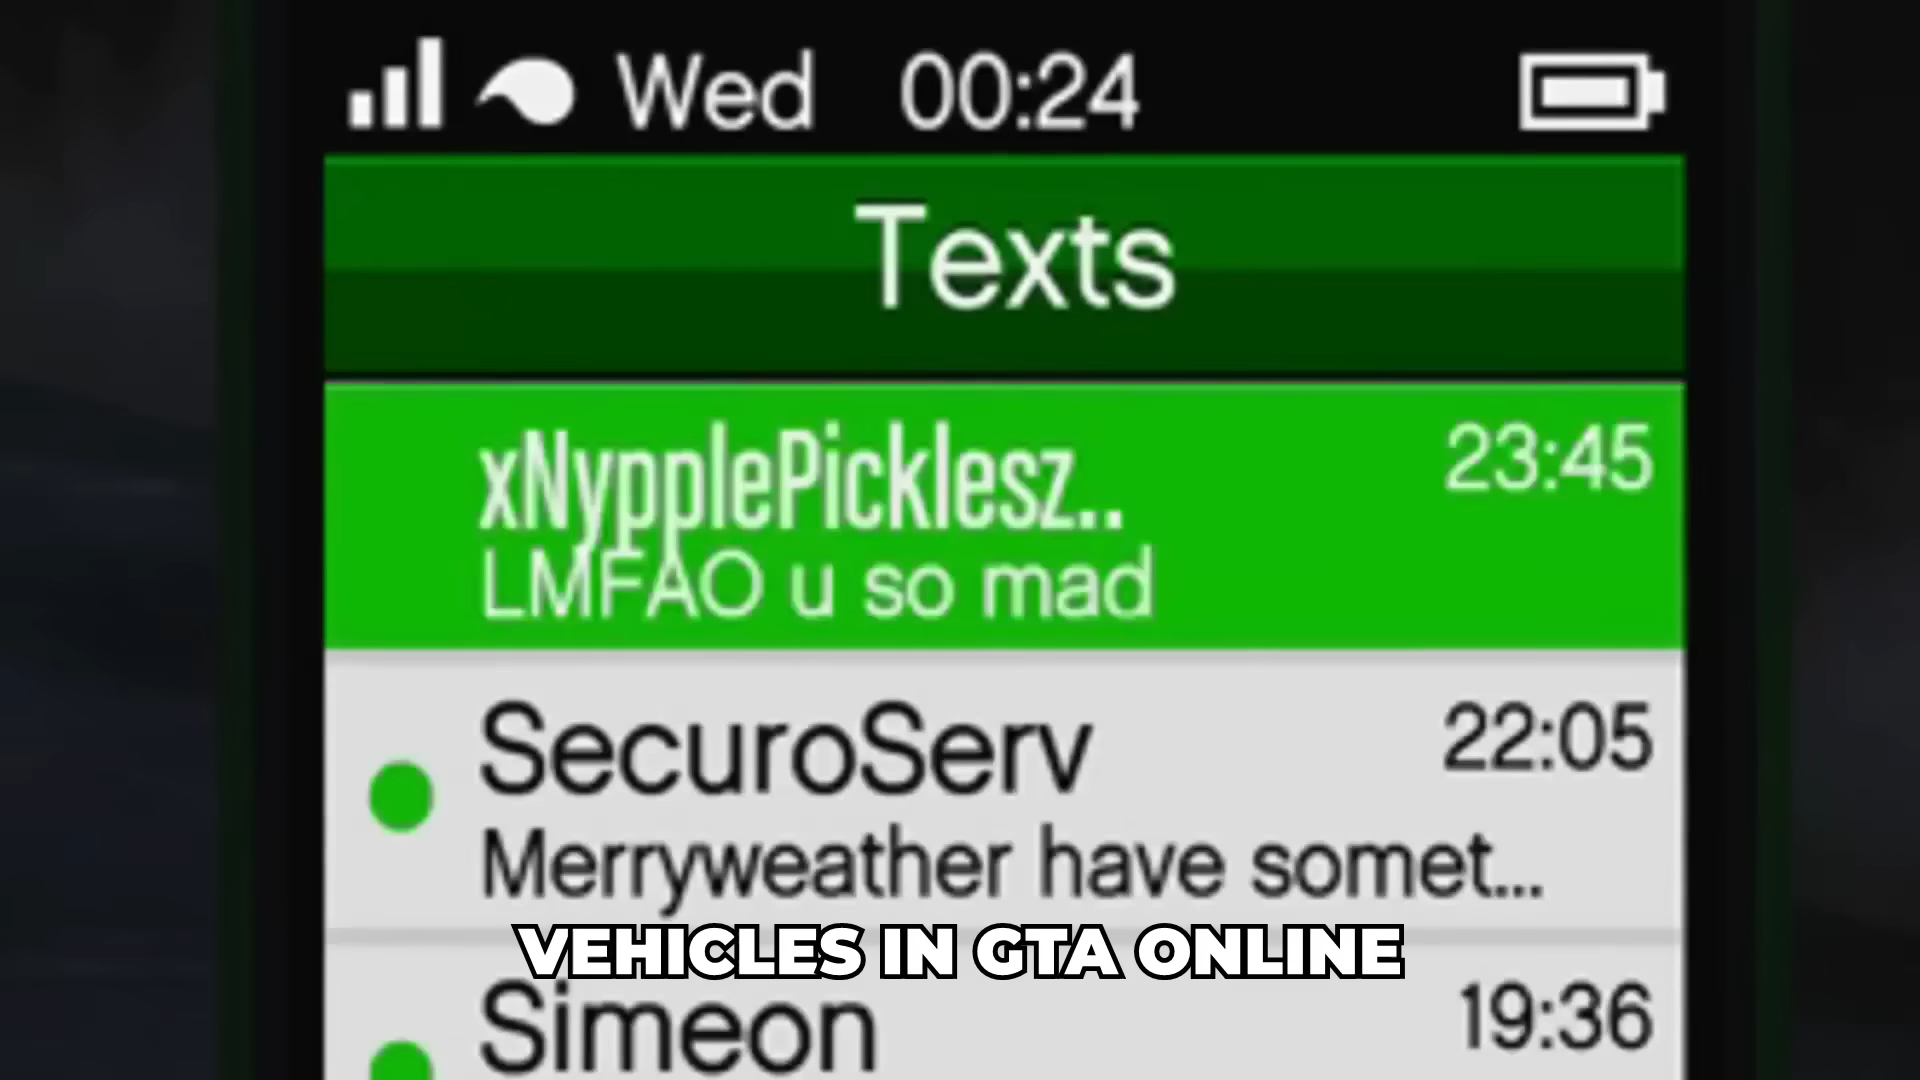 Wed 00:24
Texts
xNypplePicklesz.. 23:45
LMFAO u so mad
SecuroServ 22:05
Merryweather have somet...
VEHICLES IN GTA ONLINE
Simeon 19:36